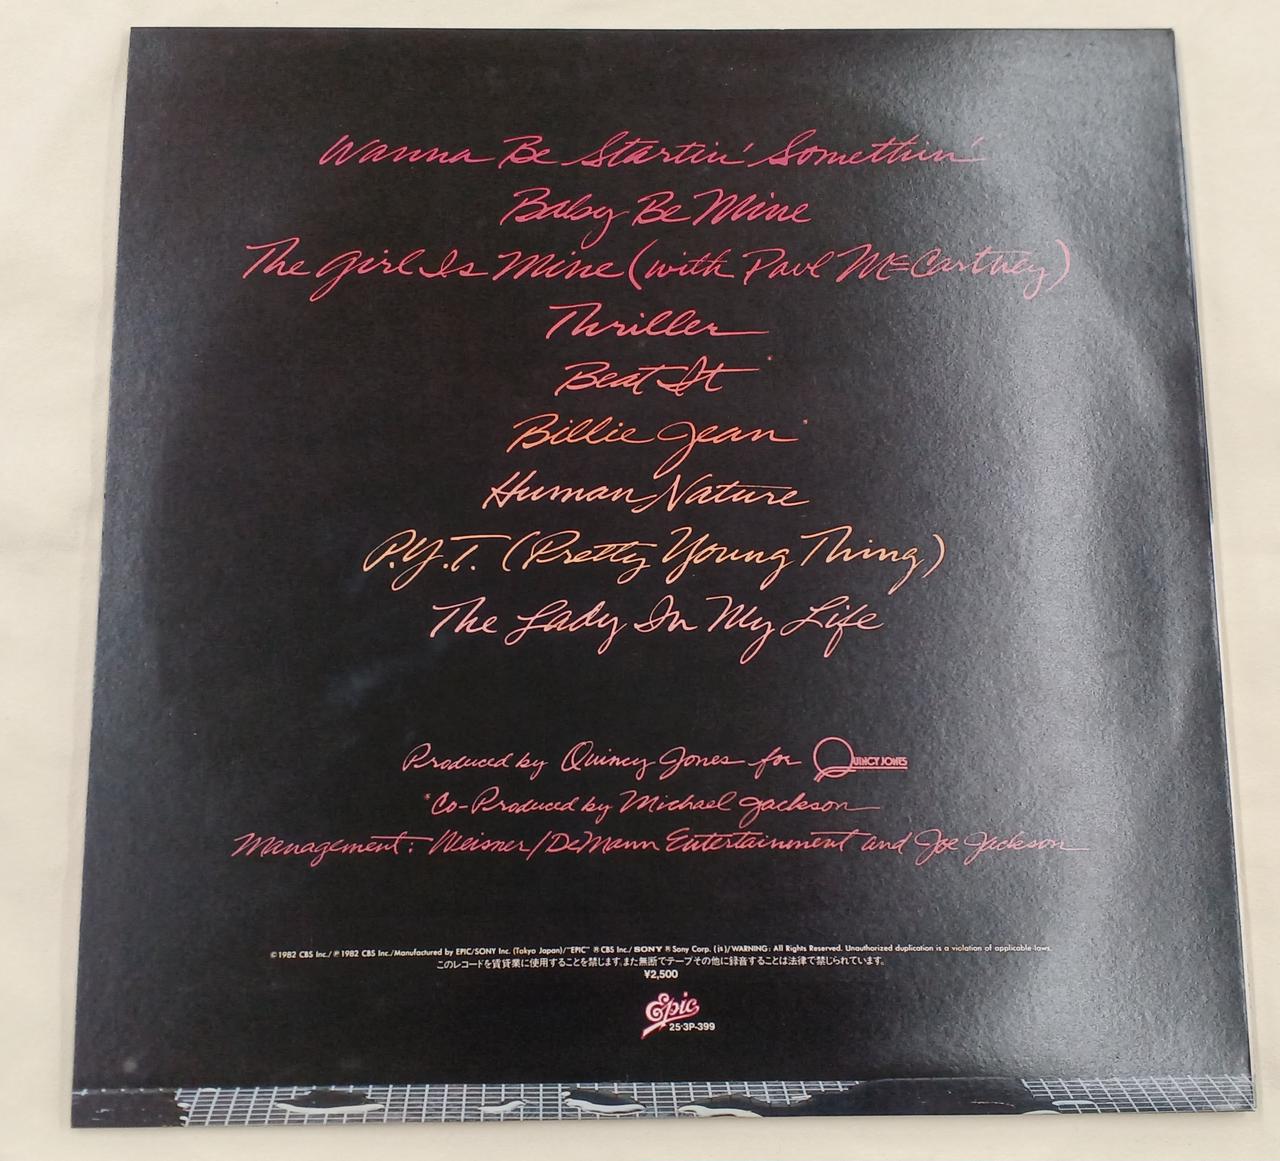 Wanna Be Startin' Somethin'
Baby Be Mine
The Girl Is Mine (with Paul McCartney)
Thriller
Beat It*
Billie Jean*
Human Nature
P.Y.T. (Pretty Young Thing)
The Lady In My Life
Produced by Quincy Jones for QUINCY JONES
*Co-Produced by Michael Jackson
Management: Weisner/DeMann Entertainment and Joe Jackson
©1982 CBS Inc./℗1982 CBS Inc./Manufactured by EPIC/SONY Inc. (Tokyo Japan)/"EPIC" ® CBS Inc./ SONY ® Sony Corp. (is)/WARNING: All Rights Reserved. Unauthorized duplication is a violation of applicable laws.
このレコードを賃貸業に使用することを禁じます。また無断でテープその他に録音することは法律で禁じられています。
¥2,500
Epic
25·3P-399